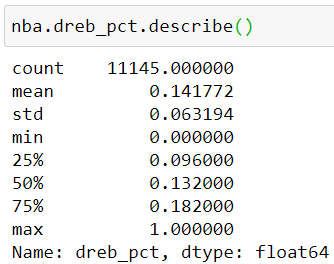 nba.dreb_pct.describe()
count 11145.000000
mean 0.141772
std 0.063194
min 0.000000
25% 0.096000
50% 0.132000
75% 0.182000
max 1.000000
Name: dreb_pct, dtype: float64